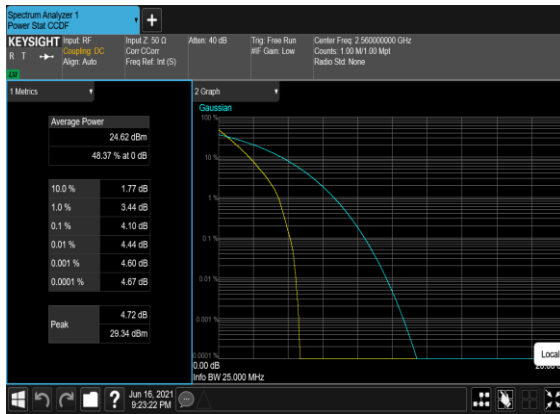 Spectrum Analyzer 1
Power Stat CCDF
+
KEYSIGHT Input: RF
R T Coupling: DC
Align: Auto
Input Z: 50 Ω
Corr CCorr
Freq Ref: Int (S)
Atten: 40 dB
Trig: Free Run
#IF Gain: Low
Center Freq: 2.560000000 GHz
Counts: 1.00 M/1.00 Mpt
Radio Std: None
1 Metrics
Average Power
24.62 dBm
48.37 % at 0 dB
10.0 % 1.77 dB
1.0 % 3.44 dB
0.1 % 4.10 dB
0.01 % 4.44 dB
0.001 % 4.60 dB
0.0001 % 4.67 dB
Peak 4.72 dB
29.34 dBm
2 Graph
Gaussian
100 %
10 %
1 %
0.1 %
0.01 %
0.001 %
0.0001 %
0.00 dB
Info BW 25.000 MHz
Local
?
Jun 16, 2021
9:23:22 PM